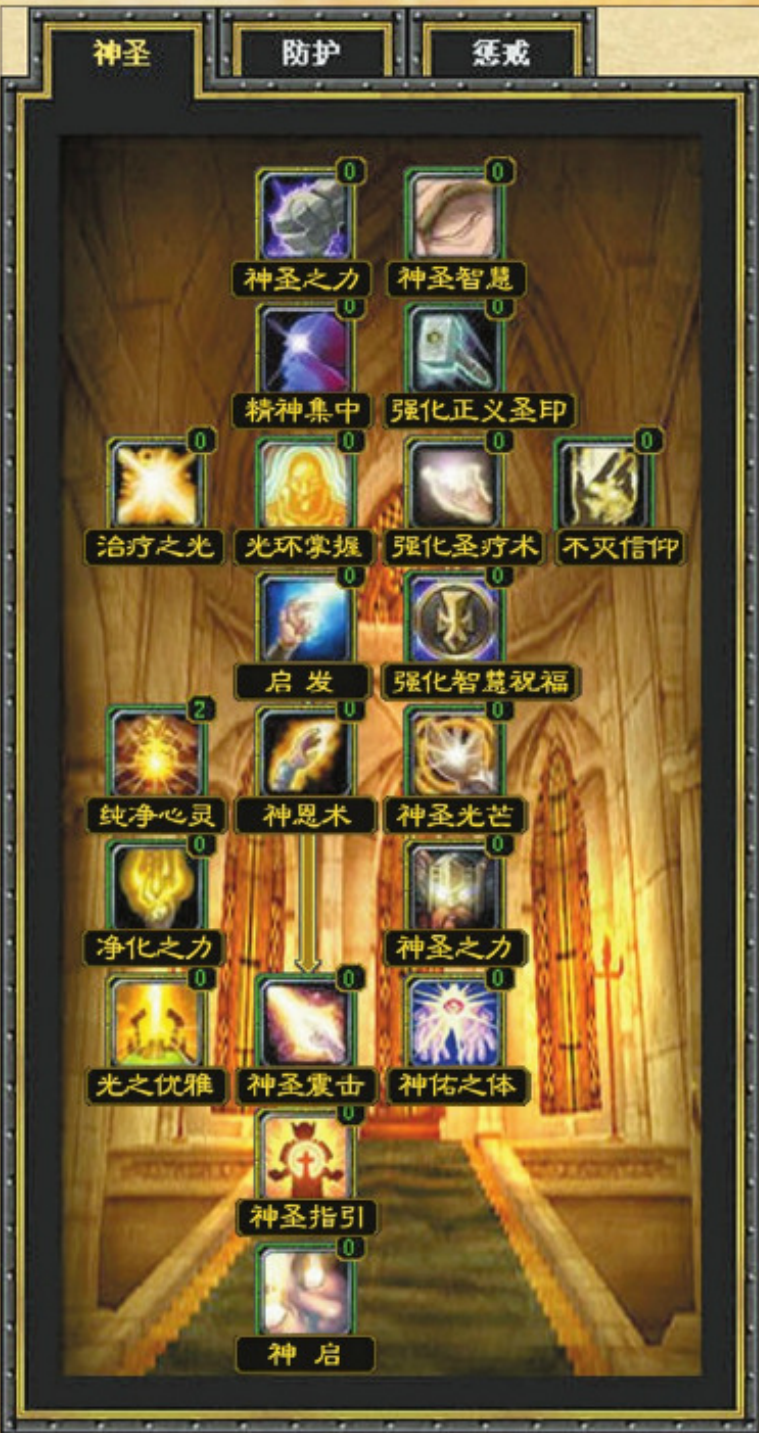 神圣 防护 惩戒
0 0
神圣之力 神圣智慧
0 0
精神集中 强化正义圣印
0 0 0 0
治疗之光 光环掌握 强化圣疗术 不灭信仰
0 0
启发 强化智慧祝福
2 0 0
纯净心灵 神恩术 神圣光芒
0 0
净化之力 神圣之力
0 0 0
光之优雅 神圣震击 神佑之体
0
神圣指引
0
神启